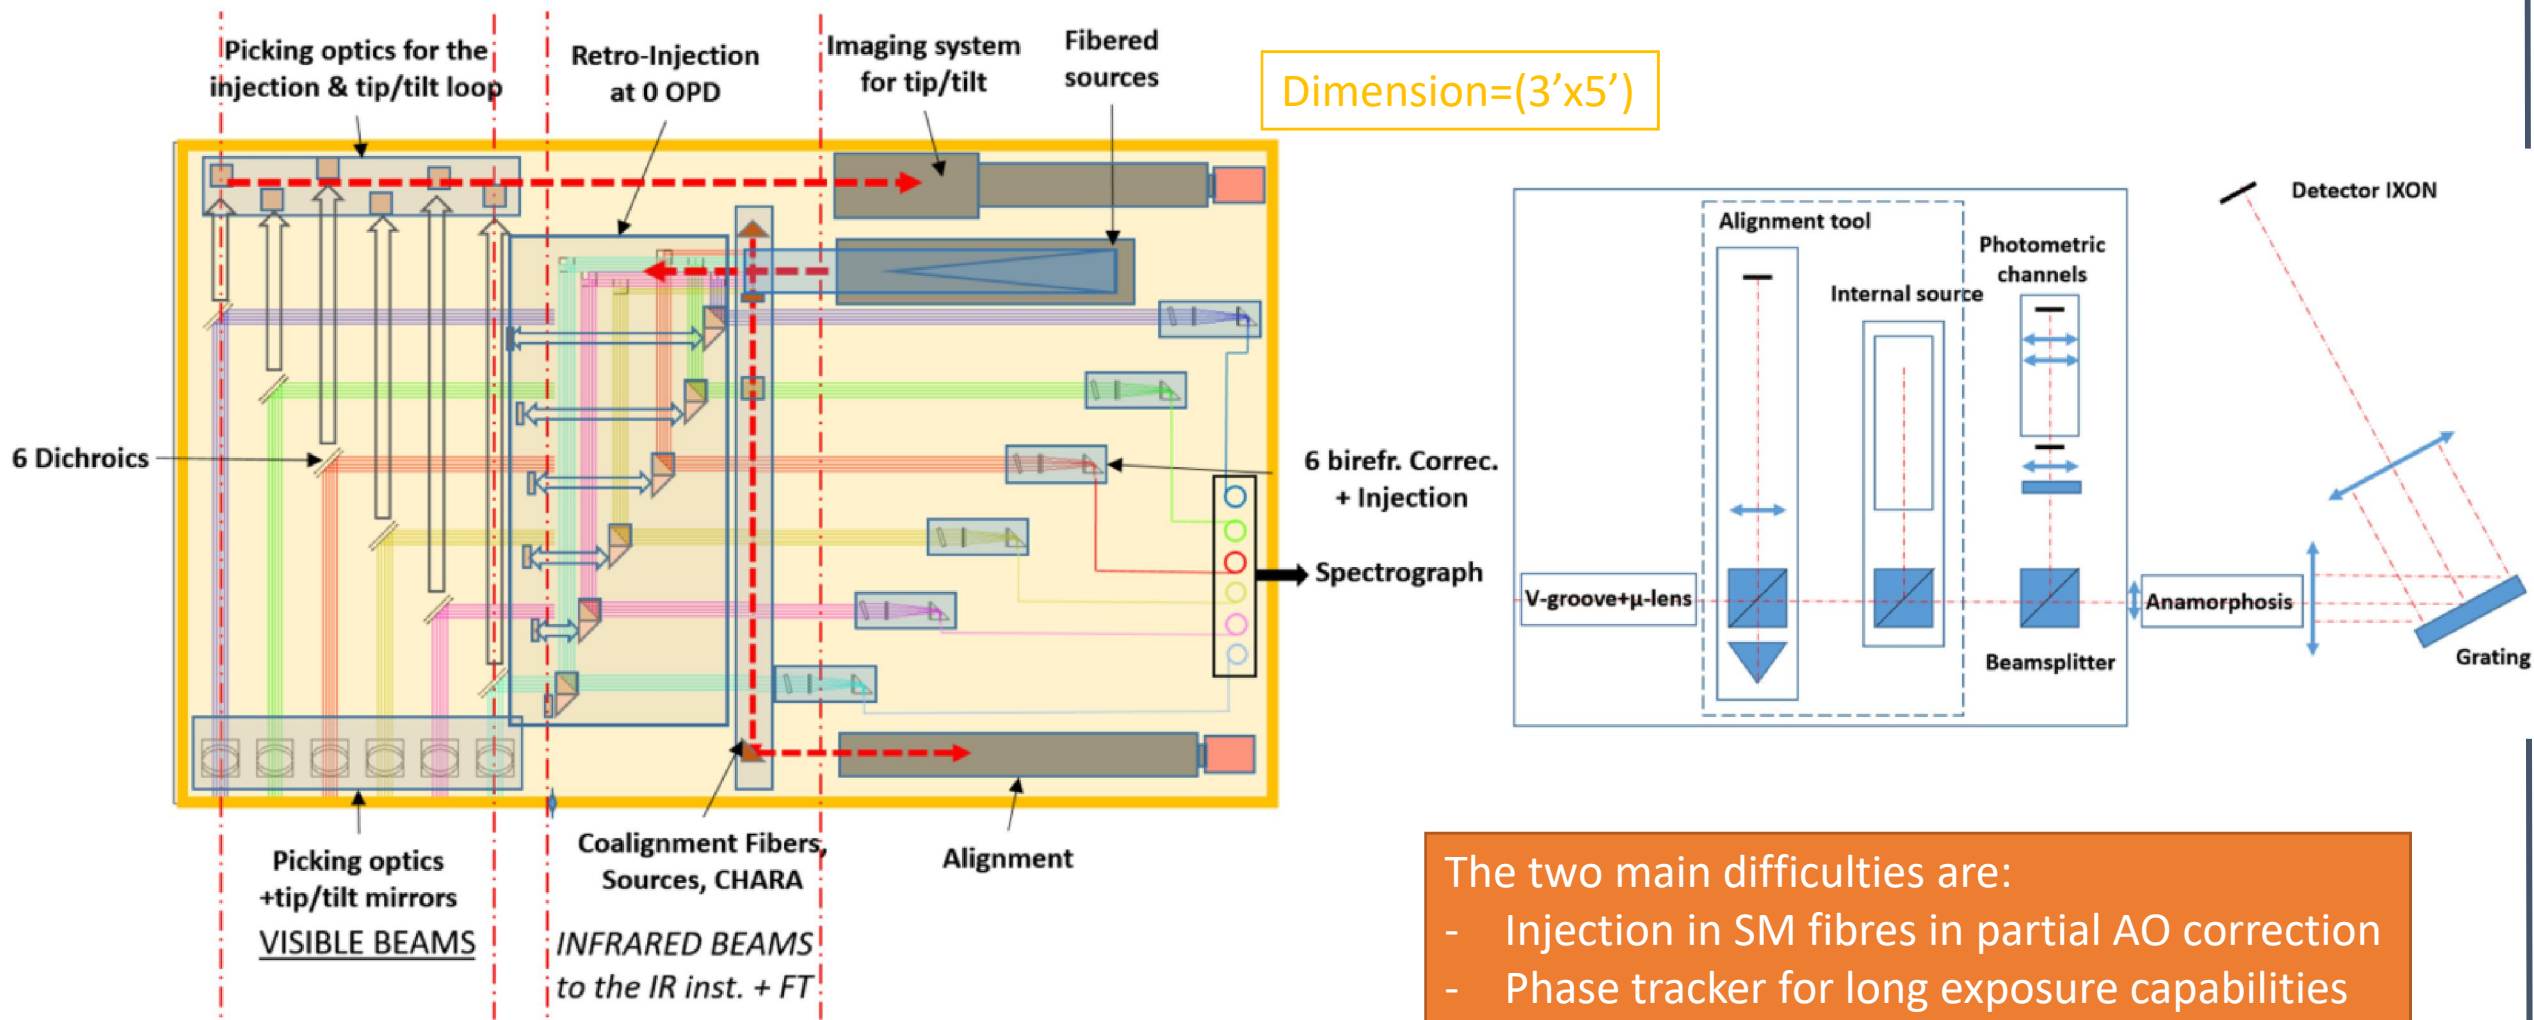 Picking optics for the
injection & tip/tilt loop
Retro-Injection
at 0 OPD
Imaging system
for tip/tilt
Fibered
sources
Dimension=(3'x5')
6 Dichroics
6 birefr. Correc.
+ Injection
Spectrograph
Picking optics
+tip/tilt mirrors
VISIBLE BEAMS
Coalignment Fibers,
Sources, CHARA
INFRARED BEAMS
to the IR inst. + FT
Alignment
Alignment tool
Internal source
Photometric
channels
Detector IXON
V-groove+µ-lens
Beamsplitter
Anamorphosis
Grating
The two main difficulties are:
- Injection in SM fibres in partial AO correction
- Phase tracker for long exposure capabilities